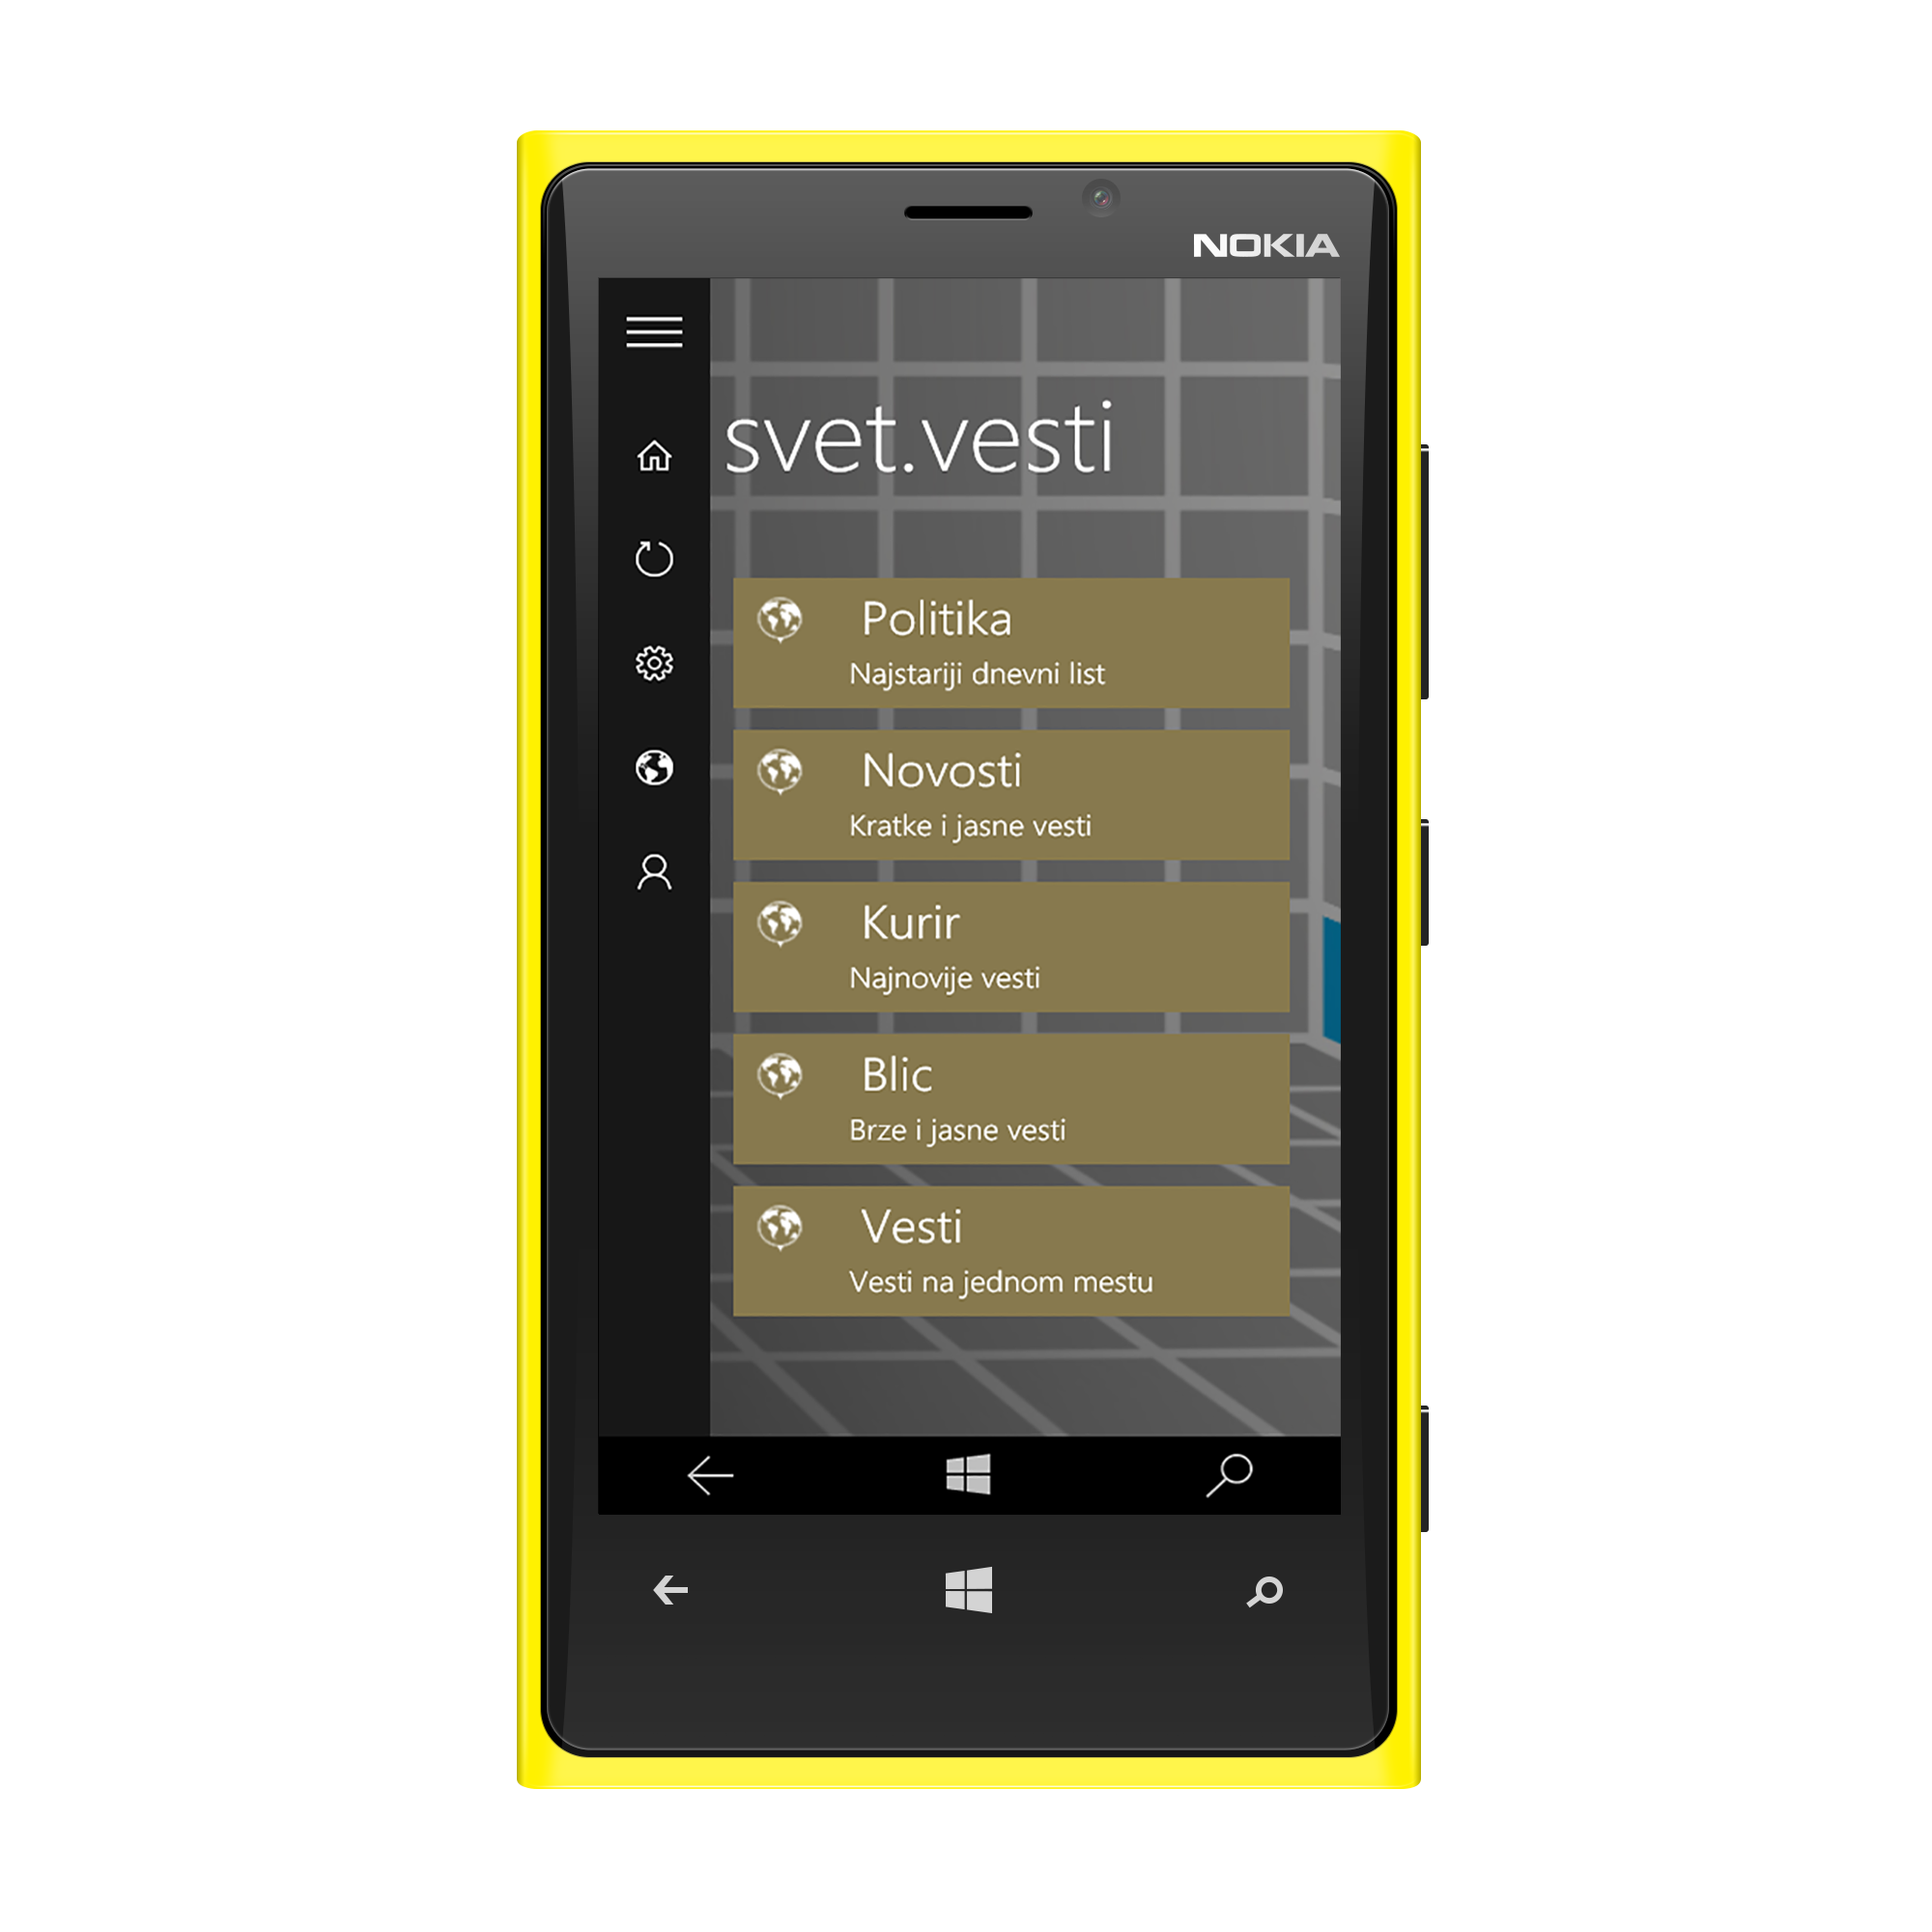 NOKIA
svet.vesti
Politika
Najstariji dnevni list
Novosti
Kratke i jasne vesti
Kurir
Najnovije vesti
Blic
Brze i jasne vesti
Vesti
Vesti na jednom mestu